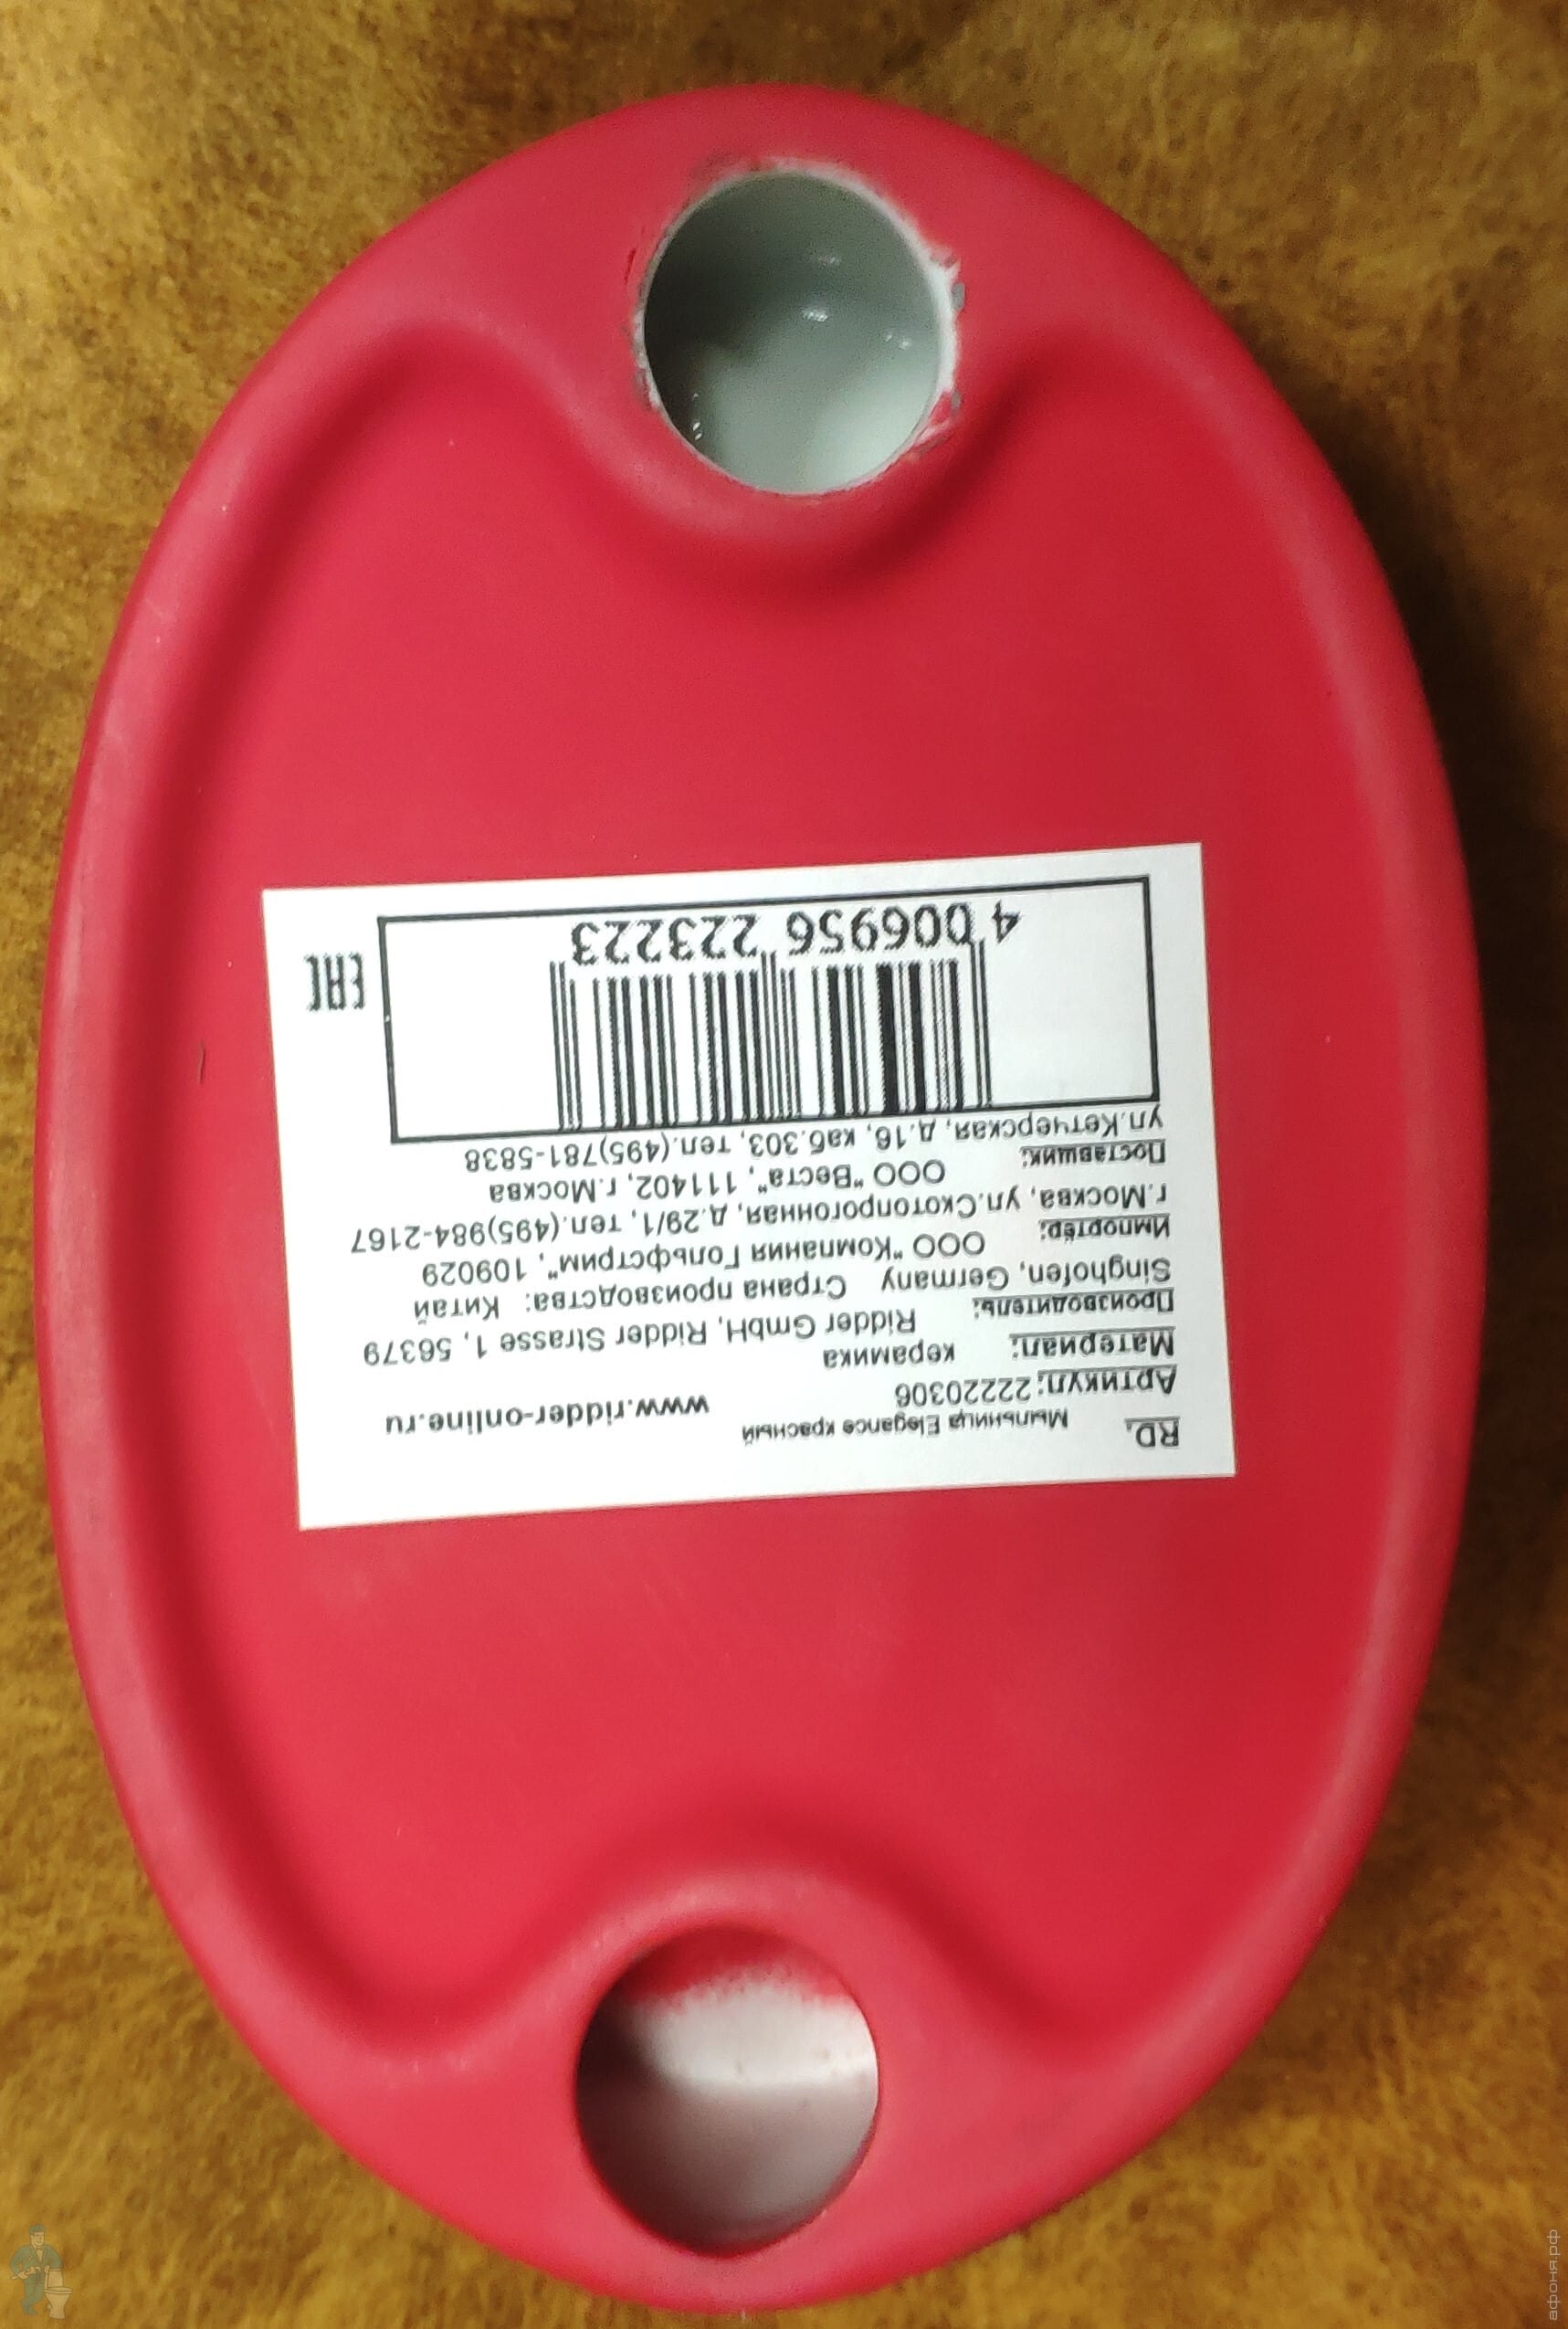 RD. Мыльница Elegance красный
Артикул: 22220306 www.ridder-online.ru
Материал: керамика
Производитель: Ridder GmbH, Ridder Strasse 1, 56379
Singhofen, Germany Страна производства: Китай
Импортёр: ООО "Компания Гольфстрим", 109029
г.Москва, ул.Скотопрогонная, д.29/1, тел.(495)984-2167
Поставщик: ООО "Веста", 111402, г.Москва
ул.Кетчерская, д.16, каб.303, тел.(495)781-5838
4 006956 223223
EAC
афоня.рф